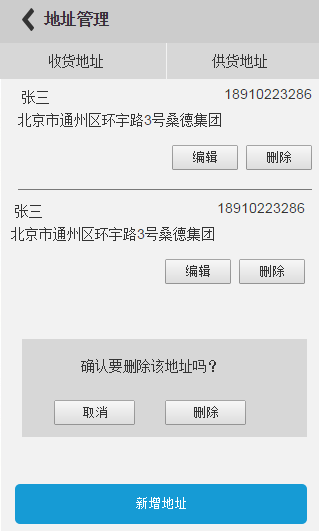 地址管理
收货地址 供货地址
张三 18910223286
北京市通州区环宇路3号桑德集团
编辑 删除
张三 18910223286
北京市通州区环宇路3号桑德集团
编辑 删除
确认要删除该地址吗？
取消 删除
新增地址